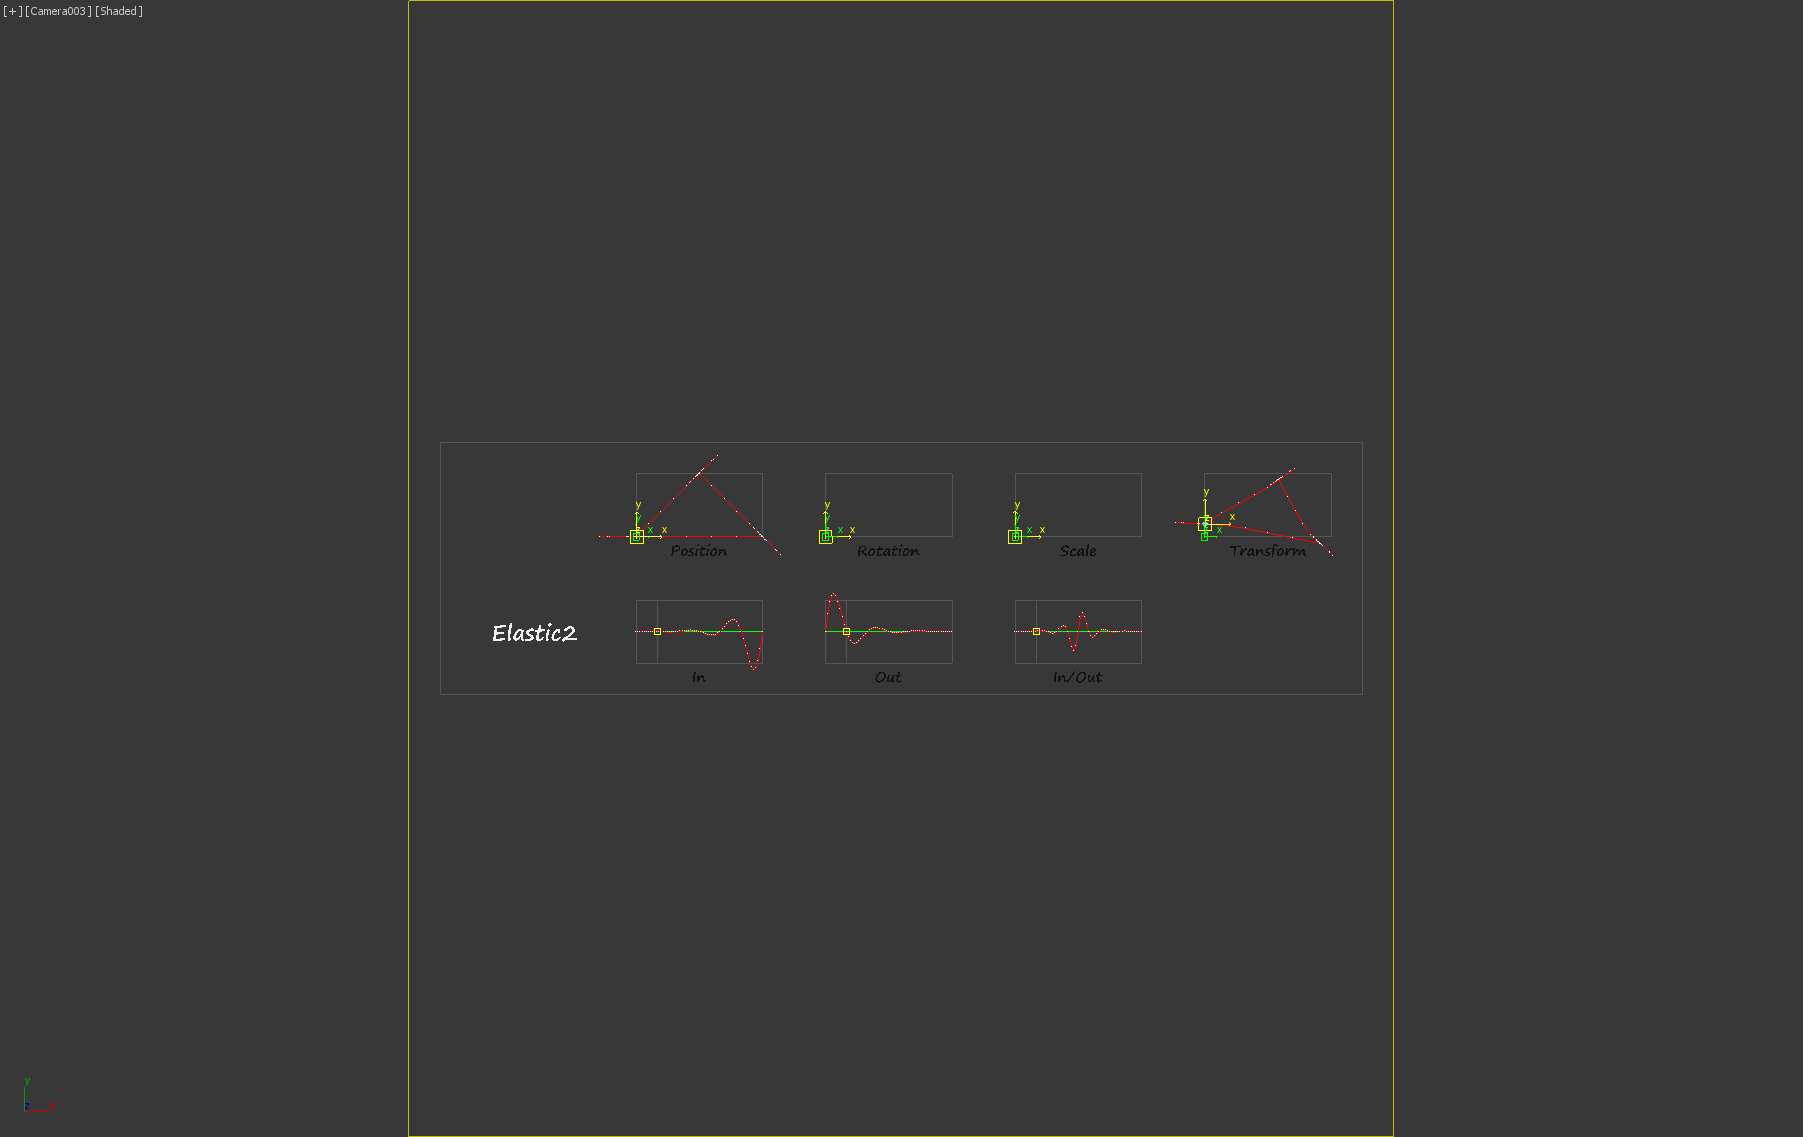 [+] [Camera003] [Shaded]
y y x x
y y x x
y y x x
y x x
Position
Rotation
Scale
Transform
Elastic2
In
Out
In/Out
y
z x